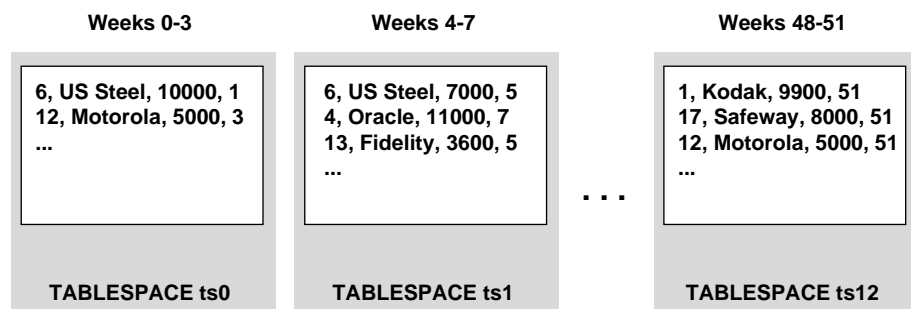 Weeks 0-3
6, US Steel, 10000, 1
12, Motorola, 5000, 3
...
TABLESPACE ts0
Weeks 4-7
6, US Steel, 7000, 5
4, Oracle, 11000, 7
13, Fidelity, 3600, 5
...
TABLESPACE ts1
. . .
Weeks 48-51
1, Kodak, 9900, 51
17, Safeway, 8000, 51
12, Motorola, 5000, 51
...
TABLESPACE ts12